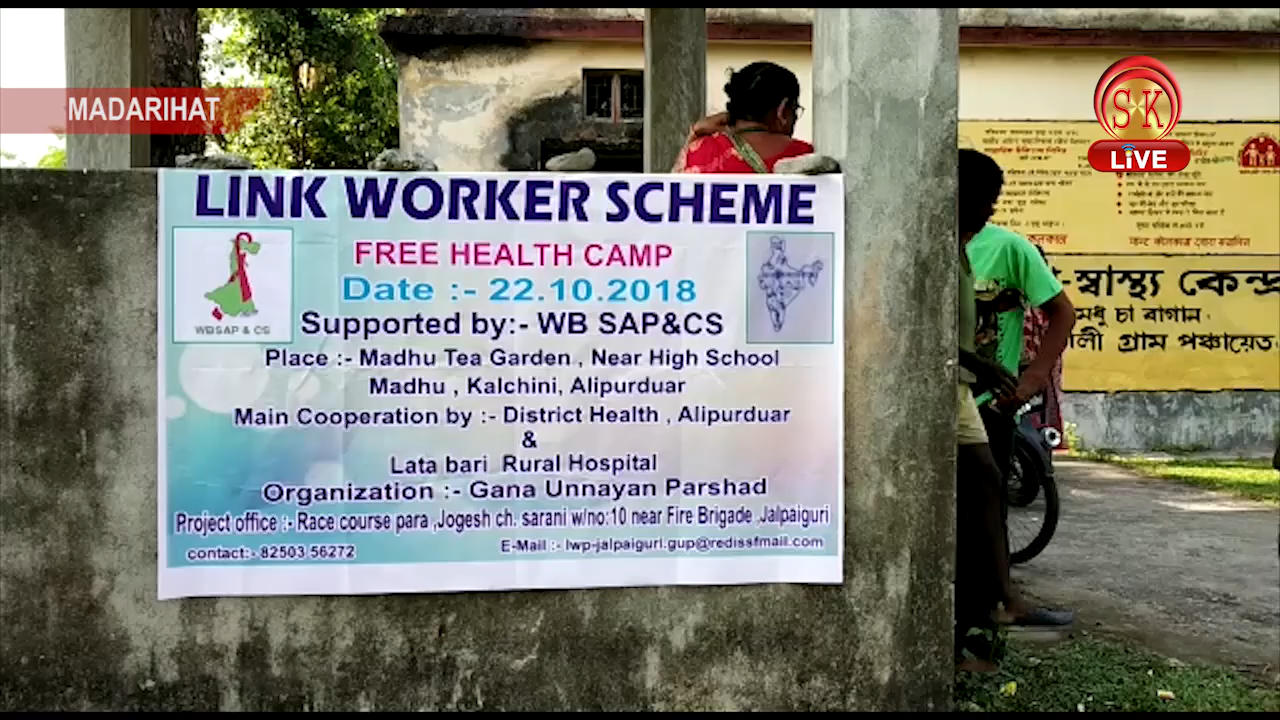 MADARIHAT
SK
LiVE
LINK WORKER SCHEME
FREE HEALTH CAMP
Date :- 22.10.2018
WBSAP & CS
Supported by:- WB SAP&CS
Place :- Madhu Tea Garden , Near High School
Madhu , Kalchini, Alipurduar
Main Cooperation by :- District Health , Alipurduar
&
Lata bari Rural Hospital
Organization :- Gana Unnayan Parshad
Project office :- Race course para ,Jogesh ch. sarani w/no:10 near Fire Brigade ,Jalpaiguri
contact:- 82503 56272
E-Mail :- lwp-jalpaiguri.gup@redissfmail.com
-স্বাস্থ্য কেন্দ্র
মধু চা বাগান
গ্রাম পঞ্চায়েত